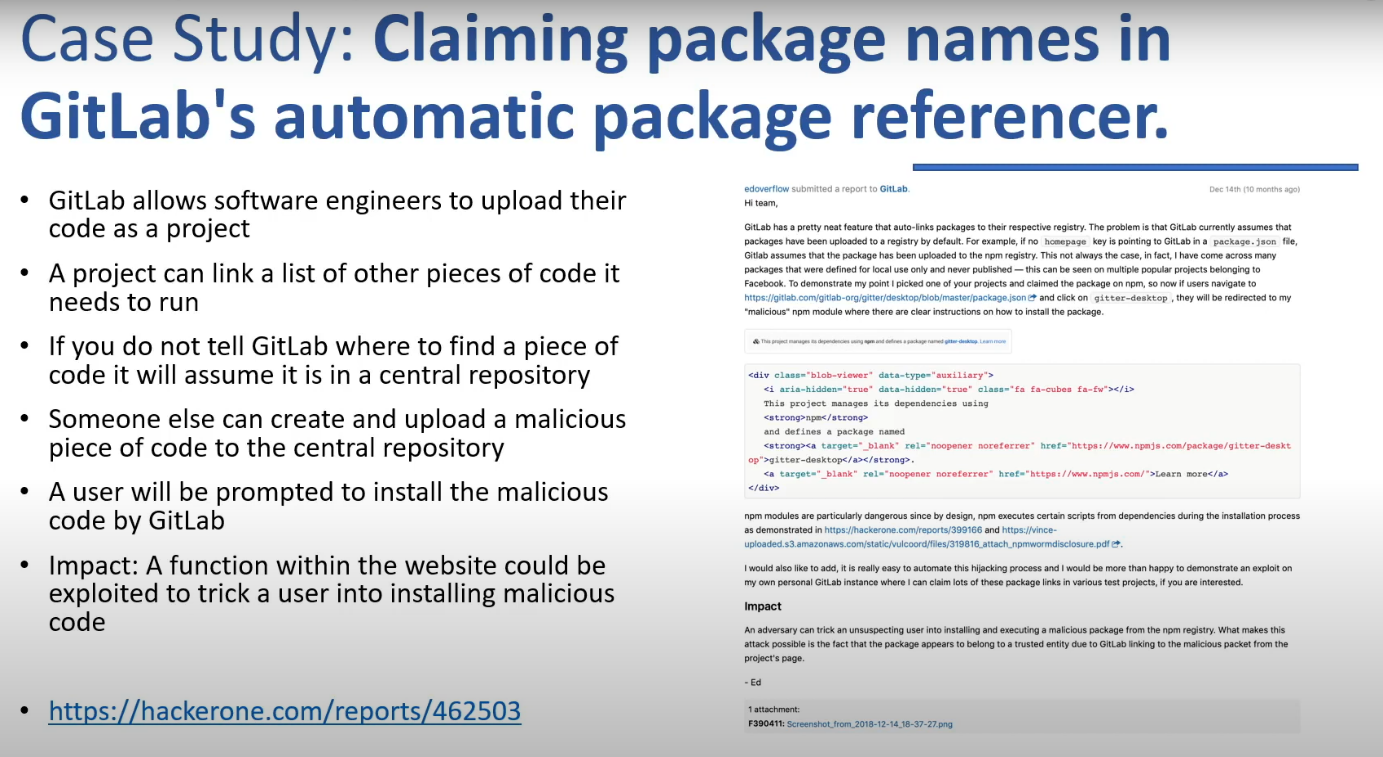 Case Study: Claiming package names in
GitLab's automatic package referencer.
• GitLab allows software engineers to upload their
code as a project
• A project can link a list of other pieces of code it
needs to run
• If you do not tell GitLab where to find a piece of
code it will assume it is in a central repository
• Someone else can create and upload a malicious
piece of code to the central repository
• A user will be prompted to install the malicious
code by GitLab
• Impact: A function within the website could be
exploited to trick a user into installing malicious
code
• https://hackerone.com/reports/462503
edoverflow submitted a report to GitLab.
Dec 14th (10 months ago)
Hi team,
GitLab has a pretty neat feature that auto-links packages to their respective registry. The problem is that GitLab currently assumes that
packages have been uploaded to a registry by default. For example, if no homepage key is pointing to GitLab in a package.json file,
Gitlab assumes that the package has been uploaded to the npm registry. This not always the case, in fact, I have come across many
packages that were defined for local use only and never published — this can be seen on multiple popular projects belonging to
Facebook. To demonstrate my point I picked one of your projects and claimed the package on npm, so now if users navigate to
https://gitlab.com/gitlab-org/gitter/desktop/blob/master/package.json and click on gitter-desktop, they will be redirected to my
"malicious" npm module where there are clear instructions on how to install the package.
This project manages its dependencies using npm and defines a package named gitter-desktop. Learn more
<div class="blob-viewer" data-type="auxiliary">
<i aria-hidden="true" data-hidden="true" class="fa fa-cubes fa-fw"></i>
This project manages its dependencies using
<strong>npm</strong>
and defines a package named
<strong><a target="_blank" rel="noopener noreferrer" href="https://www.npmjs.com/package/gitter-deskt
op">gitter-desktop</a></strong>.
<a target="_blank" rel="noopener noreferrer" href="https://www.npmjs.com/">Learn more</a>
</div>
npm modules are particularly dangerous since by design, npm executes certain scripts from dependencies during the installation process
as demonstrated in https://hackerone.com/reports/399166 and https://vince-
uploaded.s3.amazonaws.com/static/vulcoord/files/319816_attach_npmwormdisclosure.pdf.
I would also like to add, it is really easy to automate this hijacking process and I would be more than happy to demonstrate an exploit on
my own personal GitLab instance where I can claim lots of these package links in various test projects, if you are interested.
Impact
An adversary can trick an unsuspecting user into installing and executing a malicious package from the npm registry. What makes this
attack possible is the fact that the package appears to belong to a trusted entity due to GitLab linking to the malicious packet from the
project's page.
- Ed
1 attachment:
F390411: Screenshot_from_2018-12-14_18-37-27.png